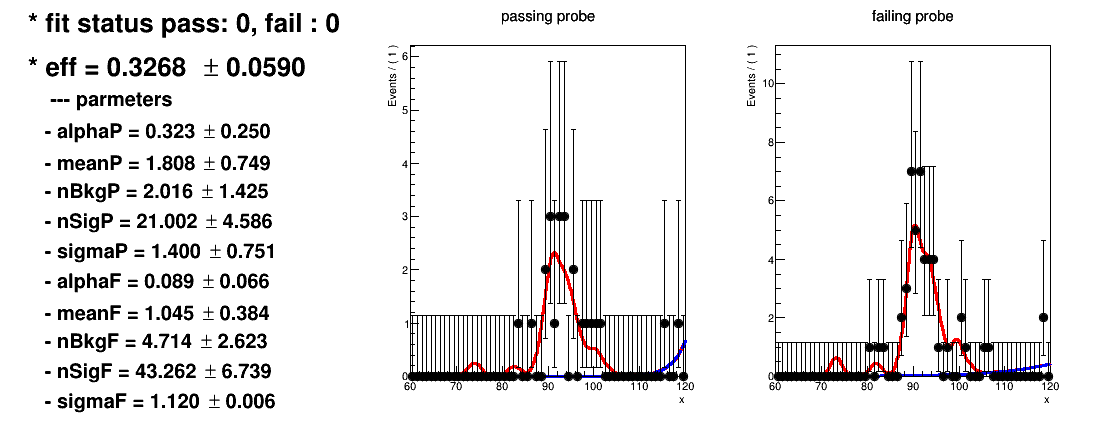 * fit status pass: 0, fail : 0
* eff = 0.3268 ± 0.0590
--- parmeters
- alphaP = 0.323 ± 0.250
- meanP = 1.808 ± 0.749
- nBkgP = 2.016 ± 1.425
- nSigP = 21.002 ± 4.586
- sigmaP = 1.400 ± 0.751
- alphaF = 0.089 ± 0.066
- meanF = 1.045 ± 0.384
- nBkgF = 4.714 ± 2.623
- nSigF = 43.262 ± 6.739
- sigmaF = 1.120 ± 0.006
passing probe
Events / ( 1 )
6
5
4
3
2
1
0
60 70 80 90 100 110 120
x
failing probe
Events / ( 1 )
10
8
6
4
2
0
60 70 80 90 100 110 120
x